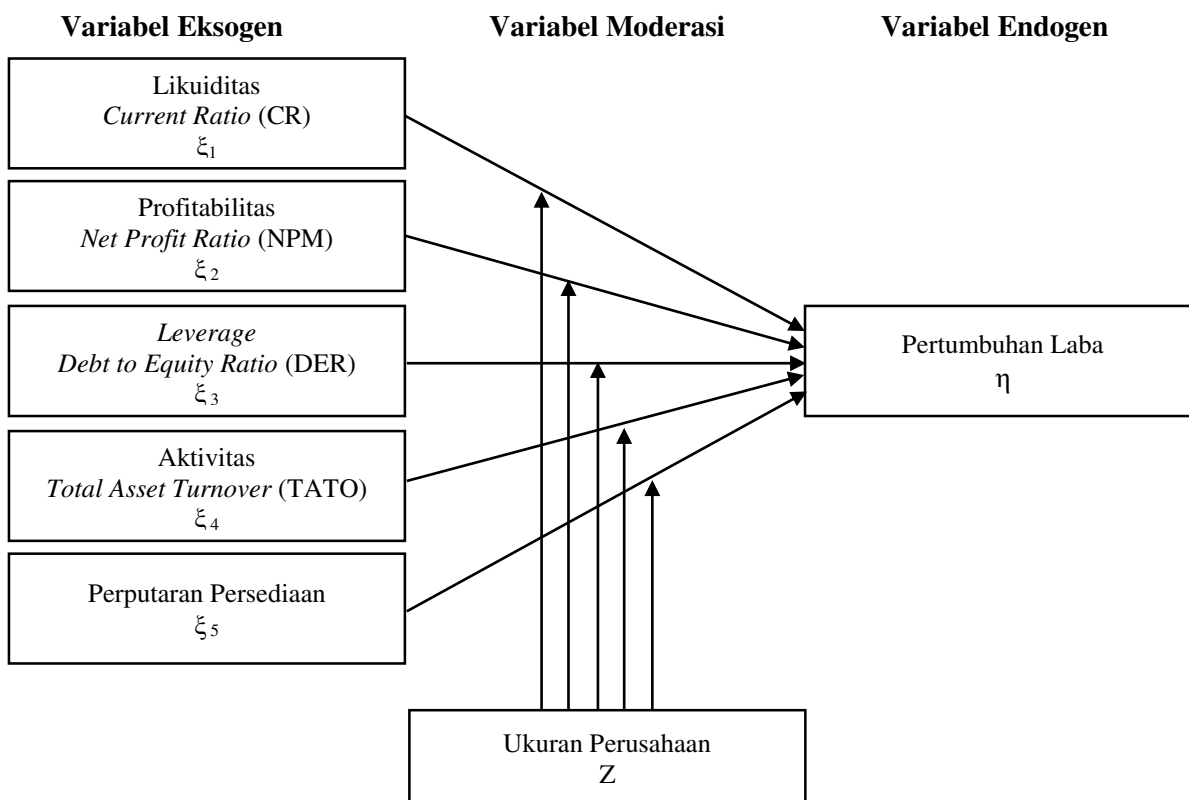 Variabel Eksogen
Variabel Moderasi
Variabel Endogen
Likuiditas
Current Ratio (CR)
ξ1
Profitabilitas
Net Profit Ratio (NPM)
ξ2
Leverage
Debt to Equity Ratio (DER)
ξ3
Aktivitas
Total Asset Turnover (TATO)
ξ4
Perputaran Persediaan
ξ5
Pertumbuhan Laba
η
Ukuran Perusahaan
Z